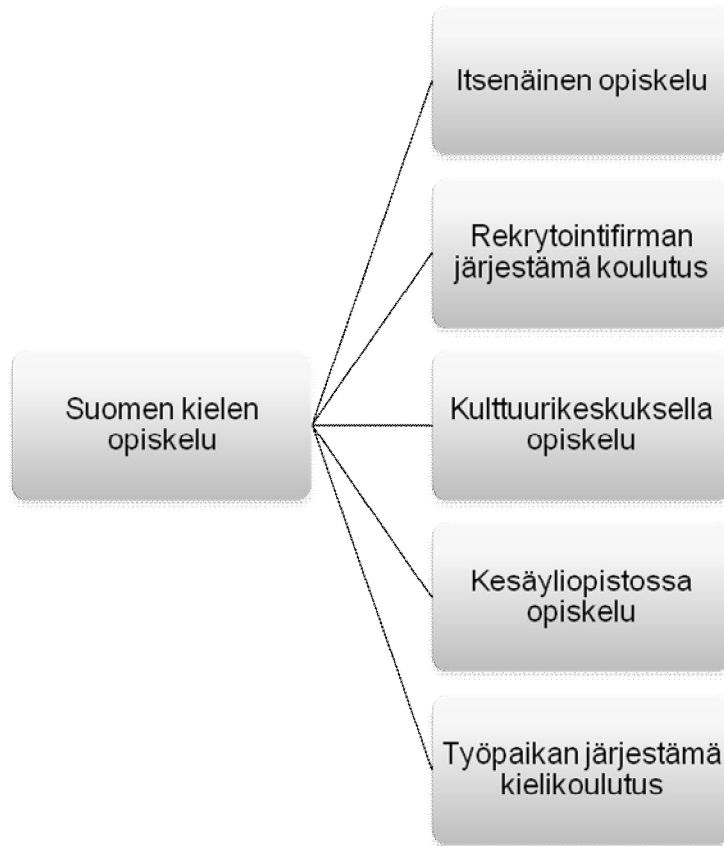 Itsenäinen opiskelu
Rekrytointifirman
järjestämä koulutus
Suomen kielen
opiskelu
Kulttuurikeskuksella
opiskelu
Kesäyliopistossa
opiskelu
Työpaikan järjestämä
kielikoulutus